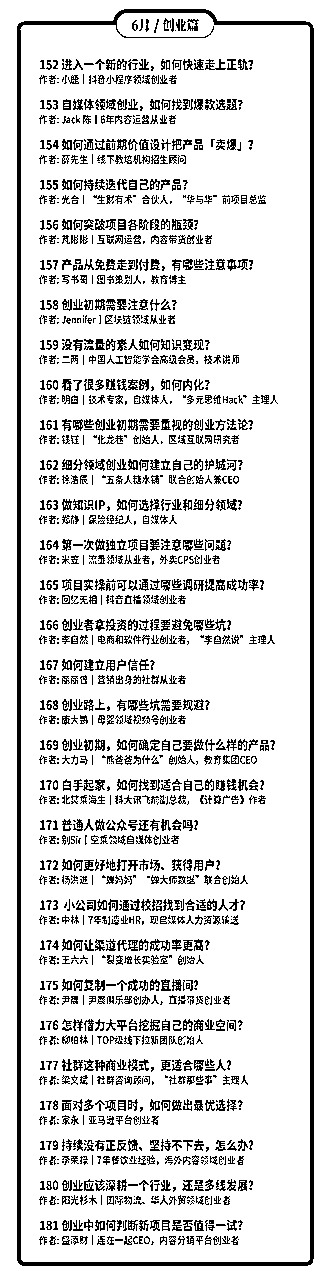 6月 / 创业篇
152 进入一个新的行业，如何快速走上正轨？
作者: 小盛 | 抖音小程序领域创业者
153 自媒体领域创业，如何找到爆款选题？
作者: Jack 陈 | 6年内容运营从业者
154 如何通过前期价值设计把产品「卖爆」？
作者: 薛先生 | 线下教培机构招生顾问
155 如何持续迭代自己的产品？
作者: 光合 | “生财有术”合伙人，“华与华”前项目总监
156 如何突破项目各阶段的瓶颈？
作者: 彪彪 | 互联网运营，内容带货创业者
157 产品从免费走到付费，有哪些注意事项？
作者: 写书哥 | 图书策划人，教育博主
158 创业初期需要注意什么？
作者: Jennifer | 区块链领域从业者
159 没有流量的素人如何知识变现？
作者: 二两 | 中国人工智能学会高级会员，技术讲师
160 看了很多赚钱案例，如何内化？
作者: 明白 | 技术专家，自媒体人，“多元思维Hack”主理人
161 有哪些创业初期需要重视的创业方法论？
作者: 钱钰 | “北龙巷”创始人，区域互联网研究者
162 细分领域创业如何建立自己的护城河？
作者: 徐浩辰 | “五条人糖水铺”联合创始人兼CEO
163 做知识IP，如何选择行业和细分领域？
作者: 郑静 | 保险经纪人，自媒体人
164 第一次做独立项目要注意哪些问题？
作者: 米立 | 流量领域从业者，外卖CPS创业者
165 项目实操前可以通过哪些调研提高成功率？
作者: 回忆无相 | 抖音直播领域创业者
166 创业者拿投资的过程要避免哪些坑？
作者: 李自然 | 电商和软件行业创业者，“李自然说”主理人
167 如何建立用户信任？
作者: 丽丽酱 | 营销出身的社群从业者
168 创业路上，有哪些坑需要规避？
作者: 康大鹏 | 母婴领域视频号创业者
169 创业初期，如何确定自己要做什么样的产品？
作者: 大力马 | “熊爸爸为什么”创始人，教育集团CEO
170 白手起家，如何找到适合自己的赚钱机会？
作者: 北冥乘海生 | 科大讯飞前副总裁，《计算广告》作者
171 普通人做公众号还有机会吗？
作者: 别Sir | 空乘领域自媒体创业者
172 如何更好地打开市场、获得用户？
作者: 杨洪进 | “婵妈妈”“蝉大师数据”联合创始人
173 小公司如何通过校招找到合适的人才？
作者: 中林 | 7年制造业HR，现自媒体人力资源输送
174 如何让渠道代理的成功率更高？
作者: 王六六 | “裂变增长实验室”创始人
175 如何复制一个成功的直播间？
作者: 尹晨 | 尹晨俱乐部创办人，直播带货创业者
176 怎样借力大平台挖掘自己的商业空间？
作者: 柳柏林 | TOP级线下拉新团队创始人
177 社群这种商业模式，更适合哪些人？
作者: 梁文斌 | 社群咨询顾问，“社群那些事”主理人
178 面对多个项目时，如何做出最优选择？
作者: 家永 | 亚马逊平台创业者
179 持续没有正反馈、坚持不下去，怎么办？
作者: 李荣禄 | 7年餐饮业经验，海外内容领域创业者
180 创业应该深耕一个行业，还是多线发展？
作者: 阳光杉木 | 国际物流、华人外贸领域创业者
181 创业中如何判断新项目是否值得一试？
作者: 盛添财 | 连在一起CEO，内容分销平台创业者